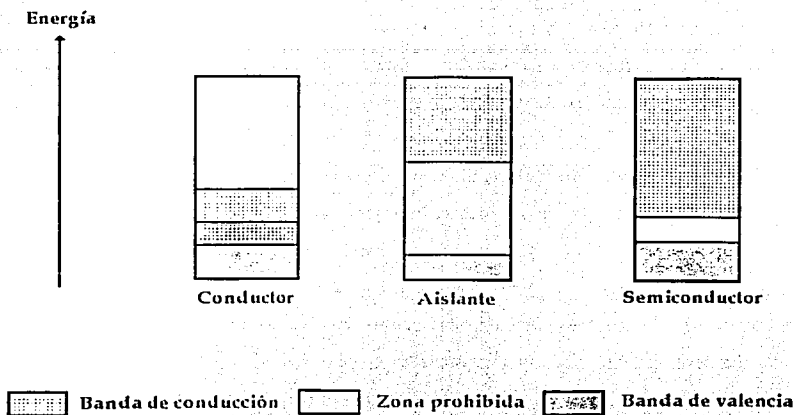 Energía
Conductor
Aislante
Semiconductor
Banda de conducción
Zona prohibida
Banda de valencia